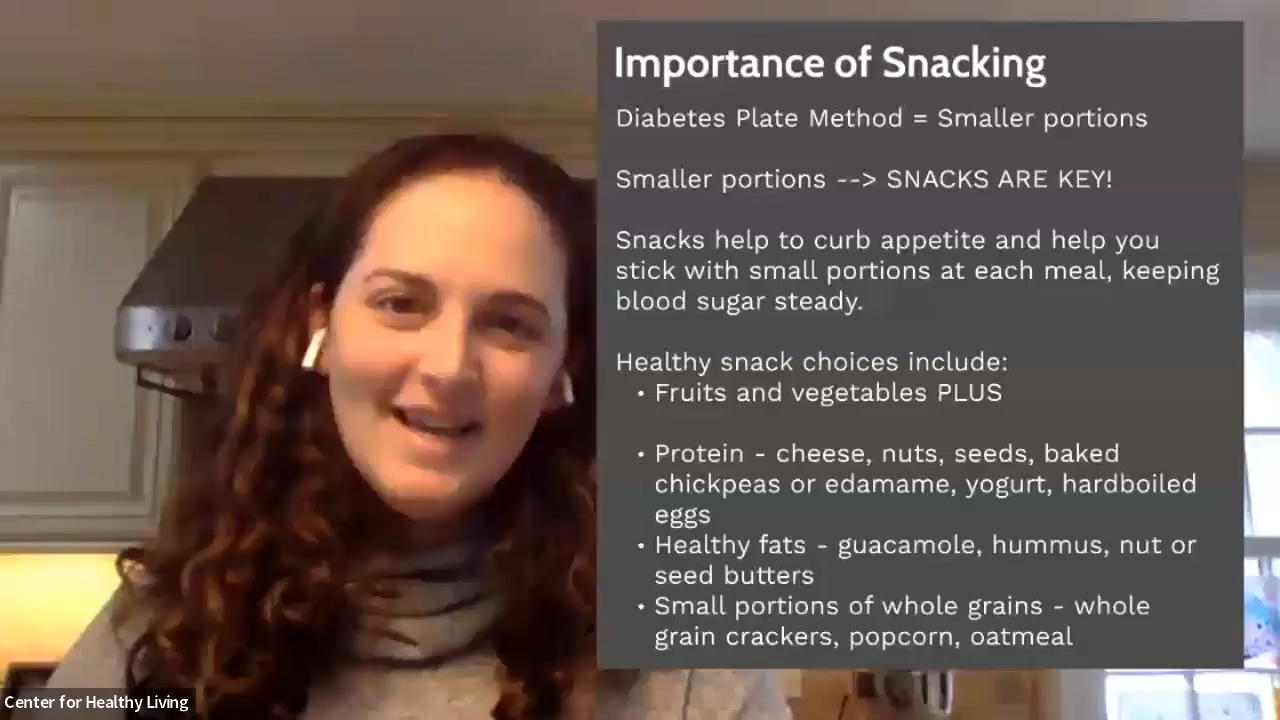 Importance of Snacking
Diabetes Plate Method = Smaller portions
Smaller portions --> SNACKS ARE KEY!
Snacks help to curb appetite and help you
stick with small portions at each meal, keeping
blood sugar steady.
Healthy snack choices include:
• Fruits and vegetables PLUS
• Protein - cheese, nuts, seeds, baked
chickpeas or edamame, yogurt, hardboiled
eggs
• Healthy fats - guacamole, hummus, nut or
seed butters
• Small portions of whole grains - whole
grain crackers, popcorn, oatmeal
Center for Healthy Living